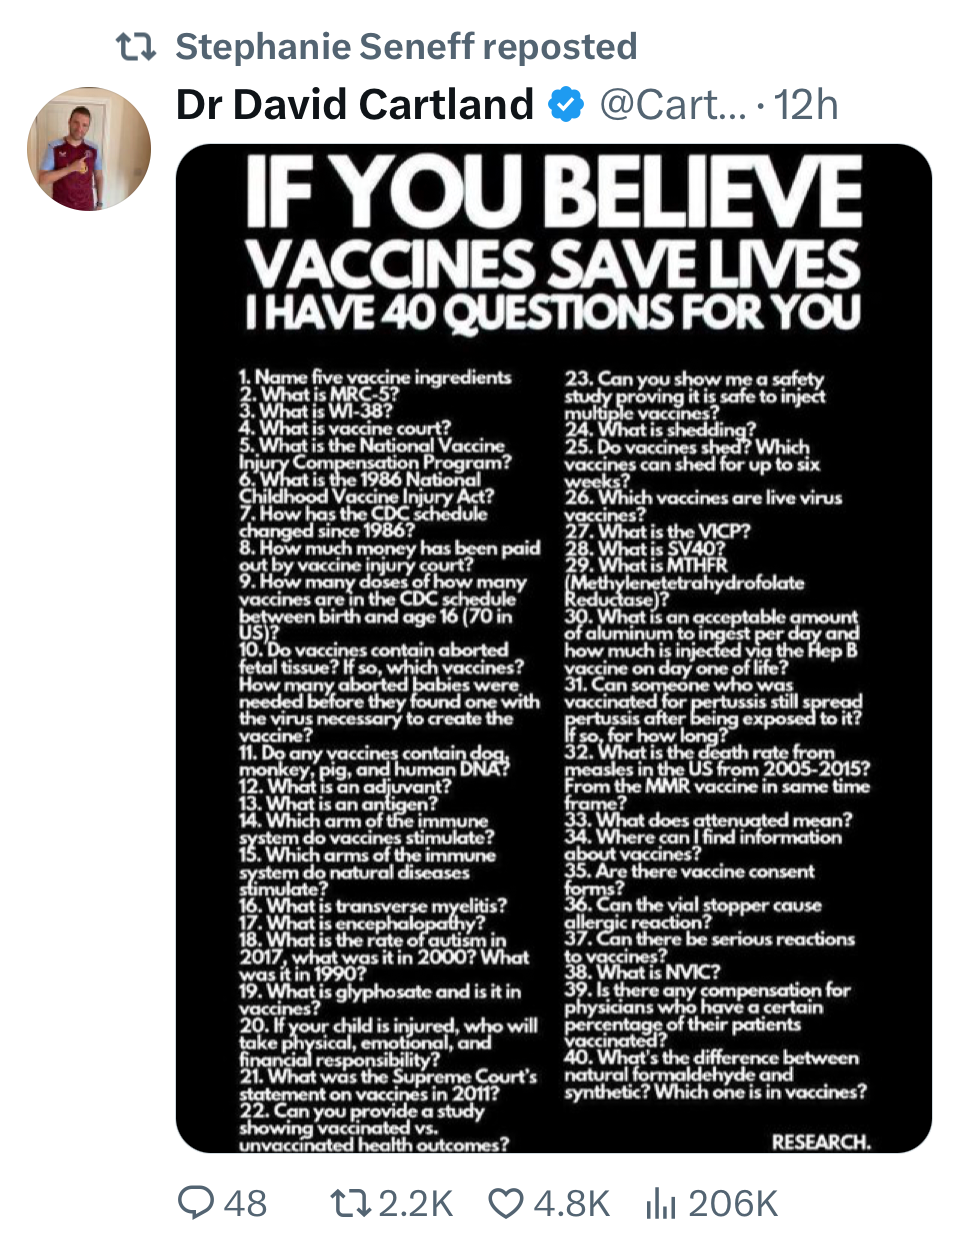 Stephanie Seneff reposted
Dr David Cartland @Cart... · 12h
IF YOU BELIEVE
VACCINES SAVE LIVES
I HAVE 40 QUESTIONS FOR YOU
1. Name five vaccine ingredients
2. What is MRC-5?
3. What is WI-38?
4. What is vaccine court?
5. What is the National Vaccine
Injury Compensation Program?
6. What is the 1986 National
Childhood Vaccine Injury Act?
7. How has the CDC schedule
changed since 1986?
8. How much money has been paid
out by vaccine injury court?
9. How many doses of how many
vaccines are in the CDC schedule
between birth and age 16 (70 in
US)?
10. Do vaccines contain aborted
fetal tissue? If so, which vaccines?
How many aborted babies were
needed before they found one with
the virus necessary to create the
vaccine?
11. Do any vaccines contain dog,
monkey, pig, and human DNA?
12. What is an adjuvant?
13. What is an antigen?
14. Which arm of the immune
system do vaccines stimulate?
15. Which arms of the immune
system do natural diseases
stimulate?
16. What is transverse myelitis?
17. What is encephalopathy?
18. What is the rate of autism in
2017, what was it in 2000? What
was it in 1990?
19. What is glyphosate and is it in
vaccines?
20. If your child is injured, who will
take physical, emotional, and
financial responsibility?
21. What was the Supreme Court's
statement on vaccines in 2011?
22. Can you provide a study
showing vaccinated vs.
unvaccinated health outcomes?
23. Can you show me a safety
study proving it is safe to inject
multiple vaccines?
24. What is shedding?
25. Do vaccines shed? Which
vaccines can shed for up to six
weeks?
26. Which vaccines are live virus
vaccines?
27. What is the VICP?
28. What is SV40?
29. What is MTHFR
(Methylenetetrahydrofolate
Reductase)?
30. What is an acceptable amount
of aluminum to ingest per day and
how much is injected via the Hep B
vaccine on day one of life?
31. Can someone who was
vaccinated for pertussis still spread
pertussis after being exposed to it?
If so, for how long?
32. What is the death rate from
measles in the US from 2005-2015?
From the MMR vaccine in same time
frame?
33. What does attenuated mean?
34. Where can I find information
about vaccines?
35. Are there vaccine consent
forms?
36. Can the vial stopper cause
allergic reaction?
37. Can there be serious reactions
to vaccines?
38. What is NVIC?
39. Is there any compensation for
physicians who have a certain
percentage of their patients
vaccinated?
40. What's the difference between
natural formaldehyde and
synthetic? Which one is in vaccines?
RESEARCH.
48 2.2K 4.8K 206K